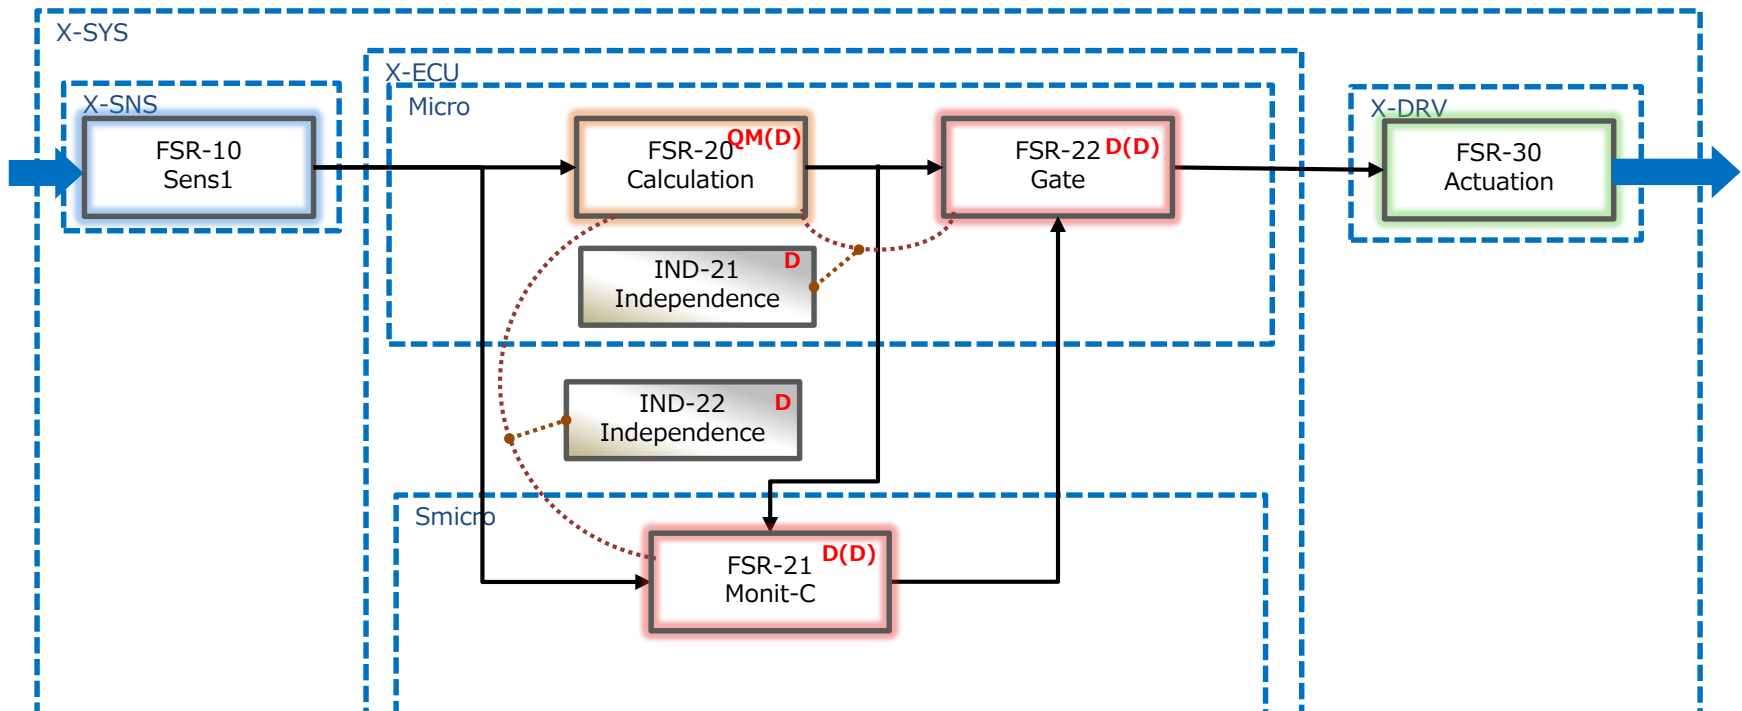 X-SYS
X-ECU
X-SNS
Micro
X-DRV
FSR-10
Sens1
FSR-20
QM(D)
Calculation
FSR-22
D(D)
Gate
FSR-30
Actuation
IND-21
D
Independence
IND-22
D
Independence
Smicro
FSR-21
D(D)
Monit-C